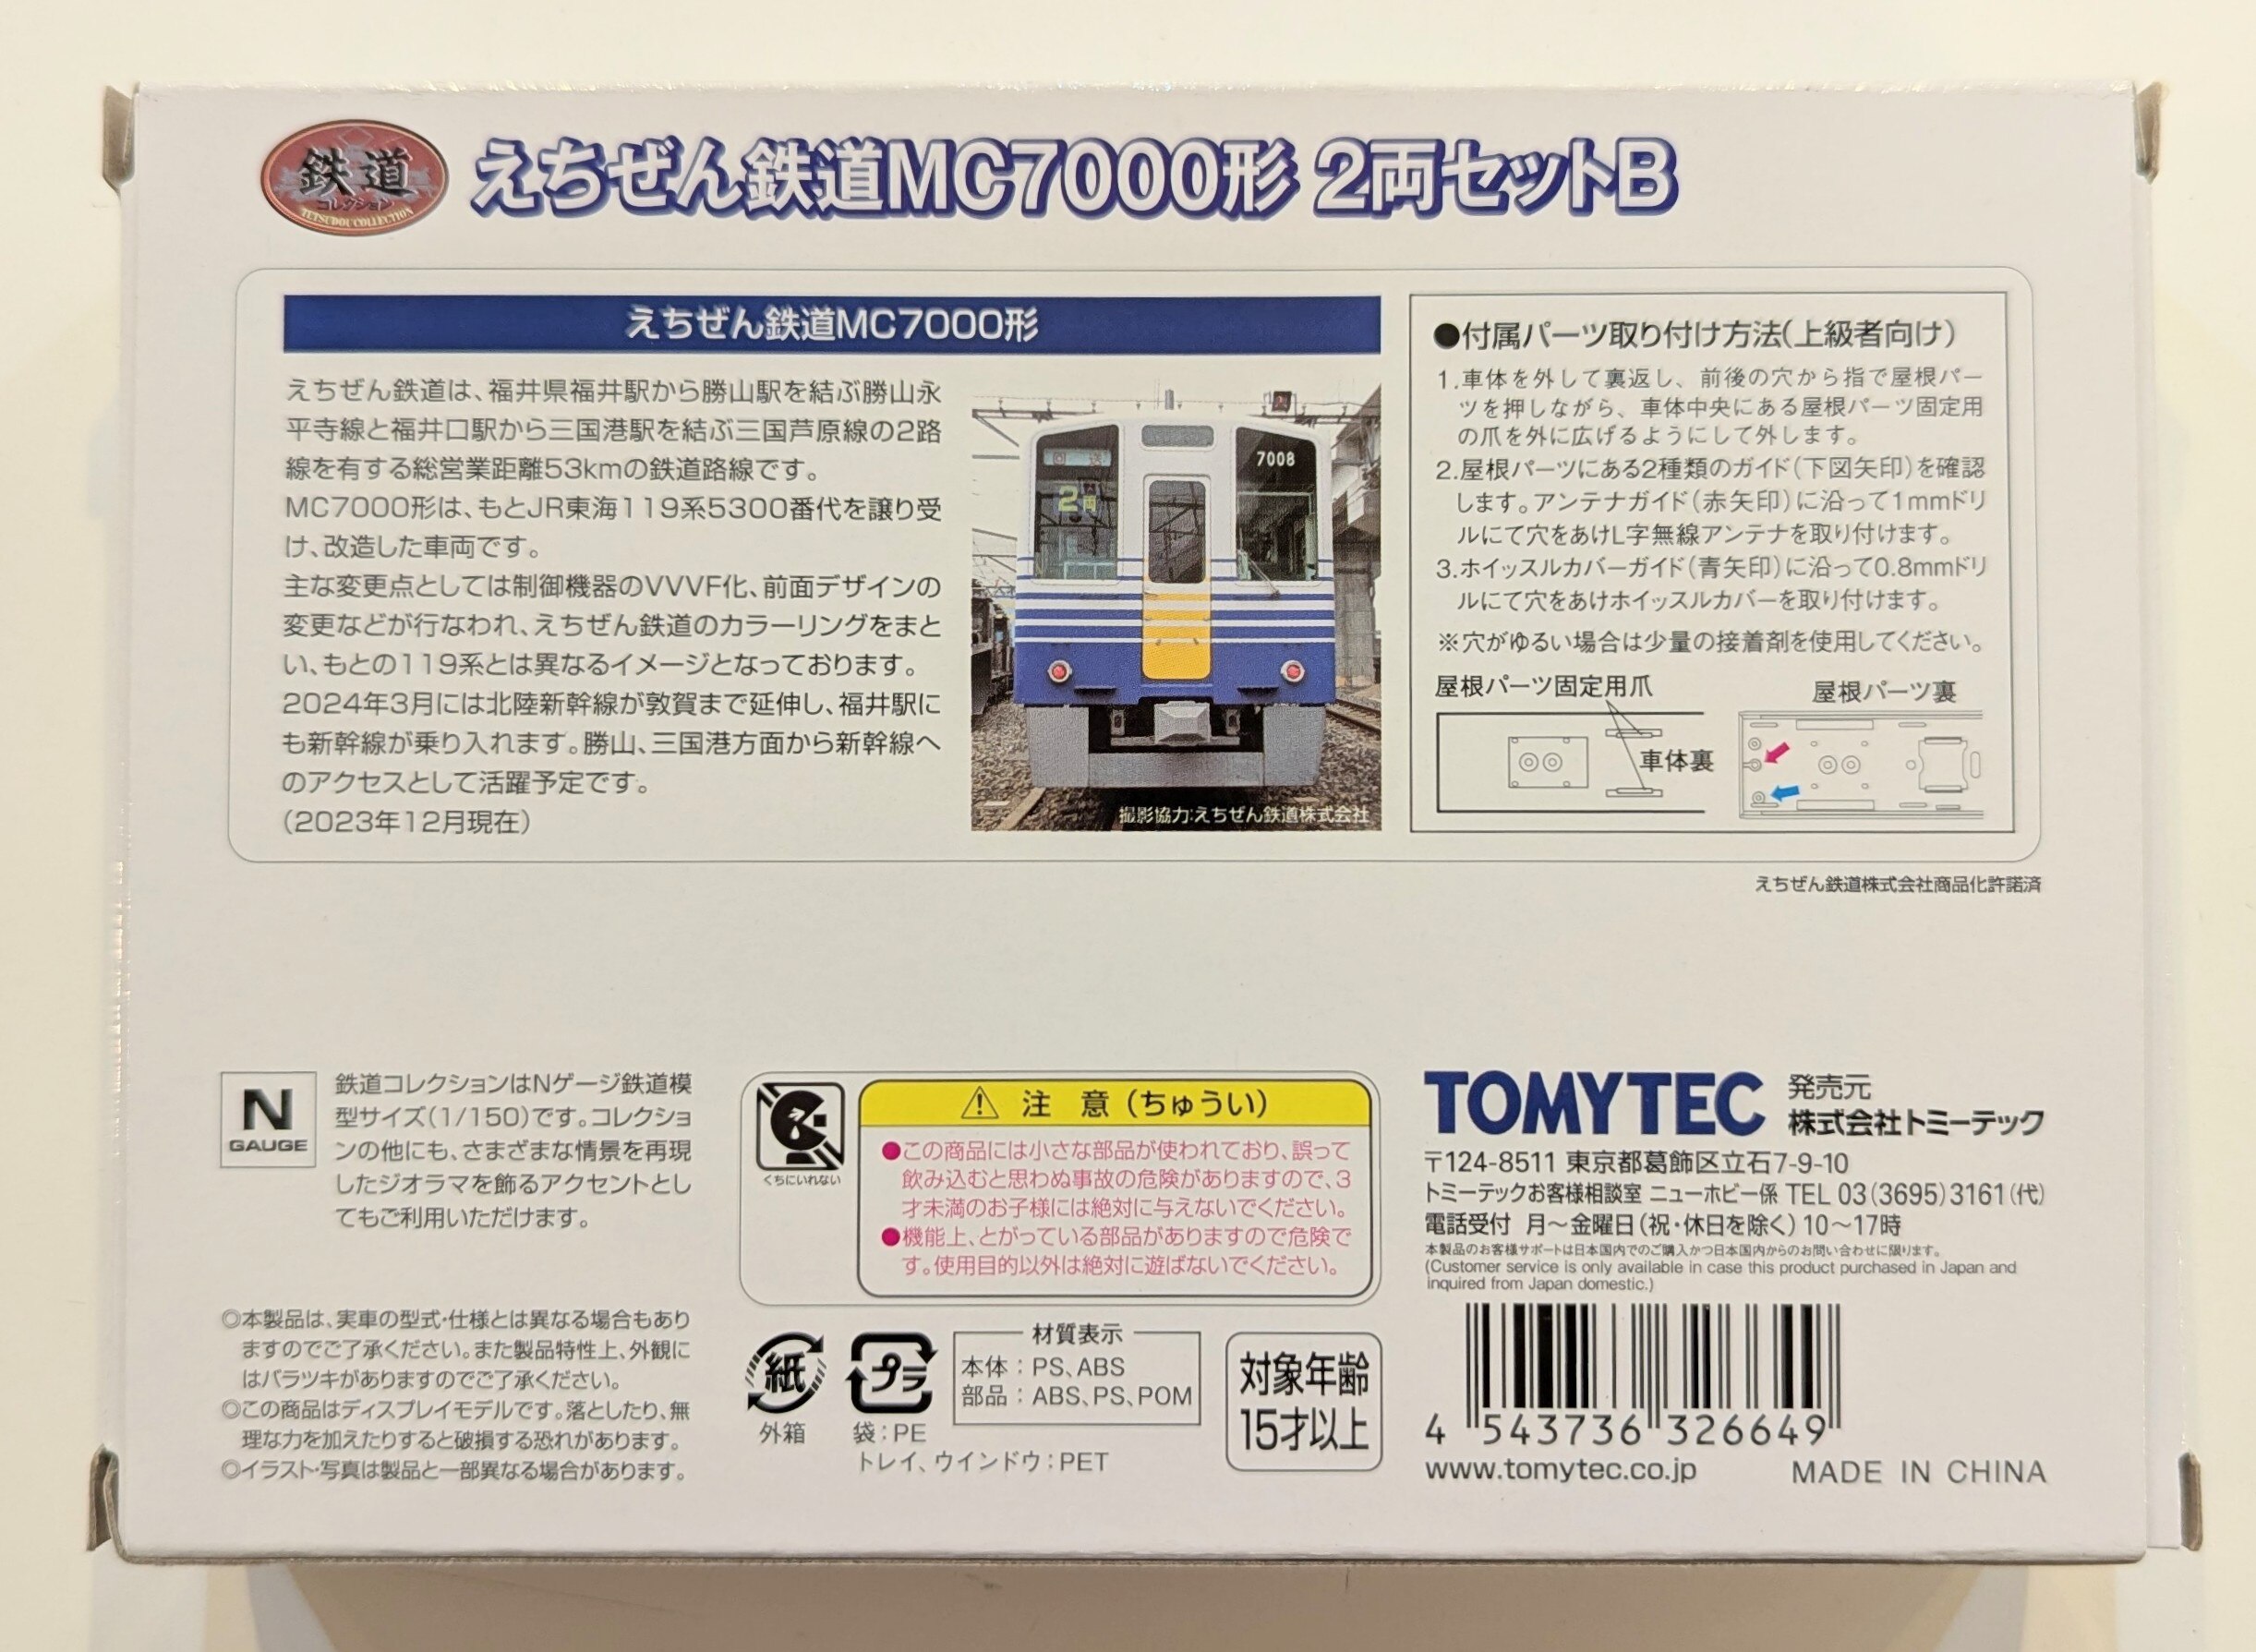 鉄道
コレクション
TETSUDOU COLLECTION
えちぜん鉄道MC7000形 2両セットB
えちぜん鉄道MC7000形
えちぜん鉄道は、福井県福井駅から勝山駅を結ぶ勝山永
平寺線と福井口駅から三国港駅を結ぶ三国芦原線の2路
線を有する総営業距離53kmの鉄道路線です。
MC7000形は、もとJR東海119系5300番代を譲り受
け、改造した車両です。
主な変更点としては制御機器のVVVF化、前面デザインの
変更などが行なわれ、えちぜん鉄道のカラーリングをまと
い、もとの119系とは異なるイメージとなっております。
2024年3月には北陸新幹線が敦賀まで延伸し、福井駅に
も新幹線が乗り入れます。勝山、三国港方面から新幹線へ
のアクセスとして活躍予定です。
(2023年12月現在)
回送
2両
7008
2
撮影協力:えちぜん鉄道株式会社
●付属パーツ取り付け方法(上級者向け)
1.車体を外して裏返し、前後の穴から指で屋根パー
ツを押しながら、車体中央にある屋根パーツ固定用
の爪を外に広げるようにして外します。
2.屋根パーツにある2種類のガイド(下図矢印)を確認
します。アンテナガイド(赤矢印)に沿って1mmドリ
ルにて穴をあけL字無線アンテナを取り付けます。
3.ホイッスルカバーガイド(青矢印)に沿って0.8mmドリ
ルにて穴をあけホイッスルカバーを取り付けます。
※穴がゆるい場合は少量の接着剤を使用してください。
屋根パーツ固定用爪
屋根パーツ裏
車体裏
えちぜん鉄道株式会社商品化許諾済
N
GAUGE
鉄道コレクションはNゲージ鉄道模
型サイズ(1/150)です。コレクショ
ンの他にも、さまざまな情景を再現
したジオラマを飾るアクセントとし
てもご利用いただけます。
◎本製品は、実車の型式・仕様とは異なる場合もあり
ますのでご了承ください。また製品特性上、外観に
はバラツキがありますのでご了承ください。
◎この商品はディスプレイモデルです。落としたり、無
理な力を加えたりすると破損する恐れがあります。
◎イラスト・写真は製品と一部異なる場合があります。
くちにいれない
⚠ 注 意(ちゅうい)
●この商品には小さな部品が使われており、誤って
飲み込むと思わぬ事故の危険がありますので、3
才未満のお子様には絶対に与えないでください。
●機能上、とがっている部品がありますので危険で
す。使用目的以外は絶対に遊ばないでください。
紙
外箱
プラ
袋:PE
トレイ、ウインドウ:PET
材質表示
本体:PS、ABS
部品:ABS、PS、POM
対象年齢
15才以上
TOMYTEC
発売元
株式会社トミーテック
〒124-8511 東京都葛飾区立石7-9-10
トミーテックお客様相談室 ニューホビー係 TEL 03(3695)3161(代)
電話受付 月～金曜日(祝・休日を除く)10～17時
本製品のお客様サポートは日本国内でのご購入かつ日本国内からのお問い合わせに限ります。
(Customer service is only available in case this product purchased in Japan and
inquired from Japan domestic.)
4 543736 326649
www.tomytec.co.jp
MADE IN CHINA